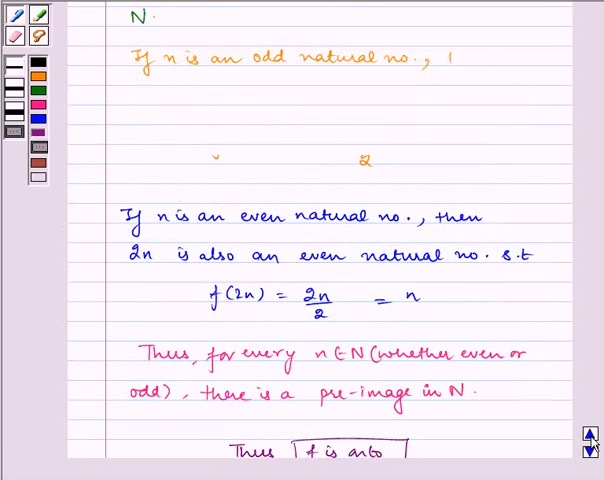 N.
If n is an odd natural no.,
2
If n is an even natural no., then
2n is also an even natural no. s.t
f(2n) = 2n/2 = n
Thus, for every n ∈ N (whether even or
odd), there is a pre-image in N.
Thus f is onto